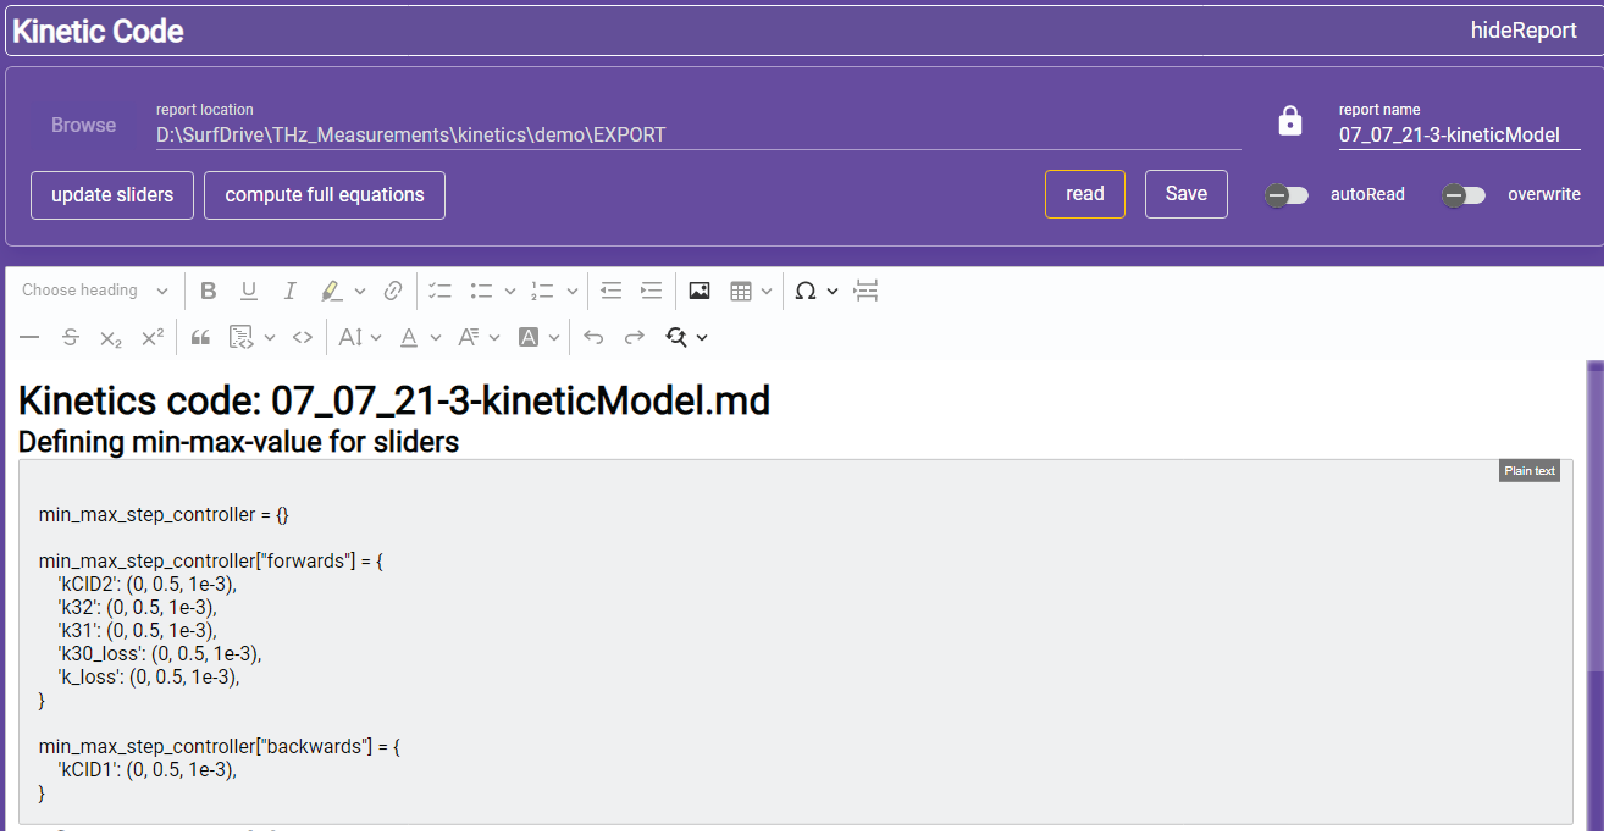 Kinetic Code
hideReport
Browse
report location
D:\SurfDrive\THz_Measurements\kinetics\demo\EXPORT
report name
07_07_21-3-kineticModel
update sliders
compute full equations
read
Save
autoRead
overwrite
Choose heading
Kinetics code: 07_07_21-3-kineticModel.md
Defining min-max-value for sliders
Plain text
min_max_step_controller = {}
min_max_step_controller["forwards"] = {
'kCID2': (0, 0.5, 1e-3),
'k32': (0, 0.5, 1e-3),
'k31': (0, 0.5, 1e-3),
'k30_loss': (0, 0.5, 1e-3),
'k_loss': (0, 0.5, 1e-3),
}
min_max_step_controller["backwards"] = {
'kCID1': (0, 0.5, 1e-3),
}